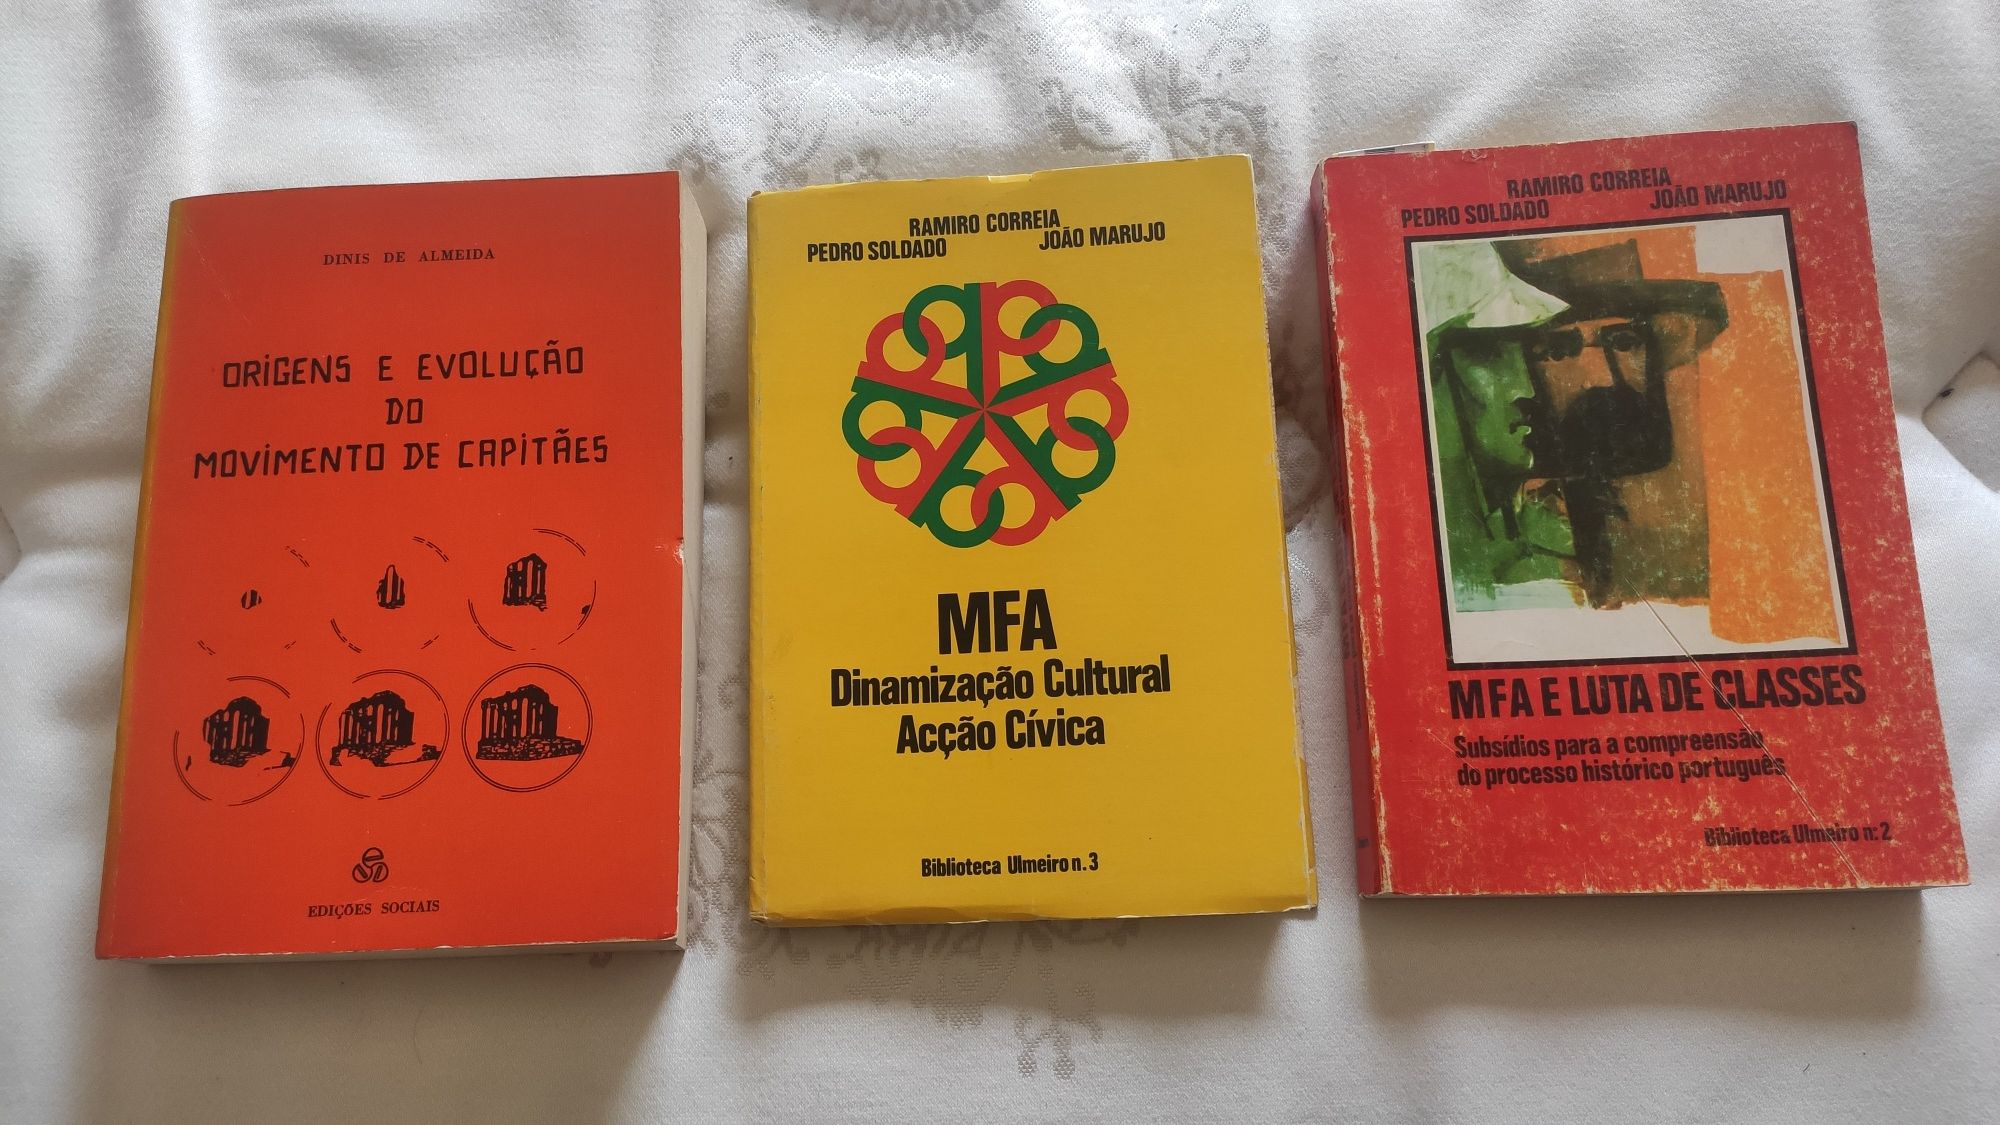 DINIS DE ALMEIDA
ORIGENS E EVOLUÇÃO
DO
MOVIMENTO DE CAPITÃES
EDIÇÕES SOCIAIS
RAMIRO CORREIA
PEDRO SOLDADO
JOÃO MARUJO
MFA
Dinamização Cultural
Acção Cívica
Biblioteca Ulmeiro n. 3
RAMIRO CORREIA
PEDRO SOLDADO
JOÃO MARUJO
MFA E LUTA DE CLASSES
Subsídios para a compreensão
do processo histórico português
Biblioteca Ulmeiro n: 2